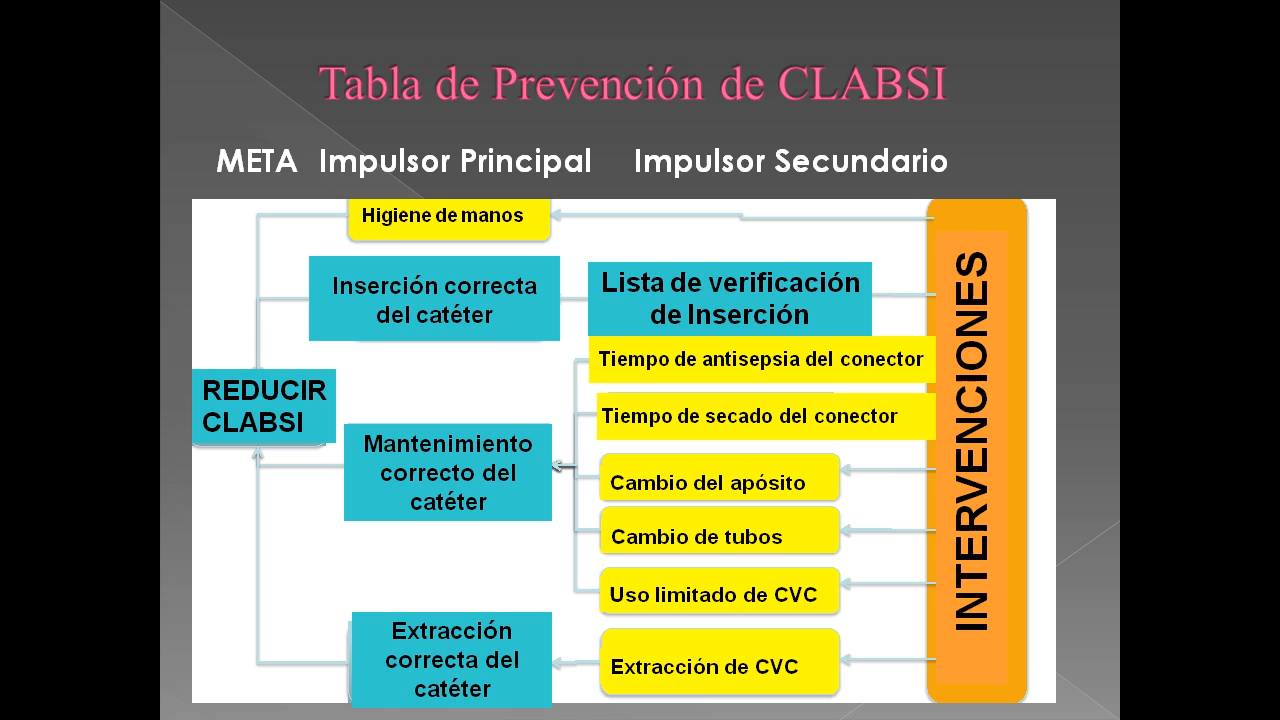 Tabla de Prevención de CLABSI
META Impulsor Principal Impulsor Secundario
Higiene de manos
Inserción correcta
del catéter
Lista de verificación
de Inserción
Tiempo de antisepsia del conector
REDUCIR
CLABSI
Tiempo de secado del conector
Mantenimiento
correcto del
catéter
Cambio del apósito
Cambio de tubos
Uso limitado de CVC
Extracción
correcta del
catéter
Extracción de CVC
INTERVENCIONES